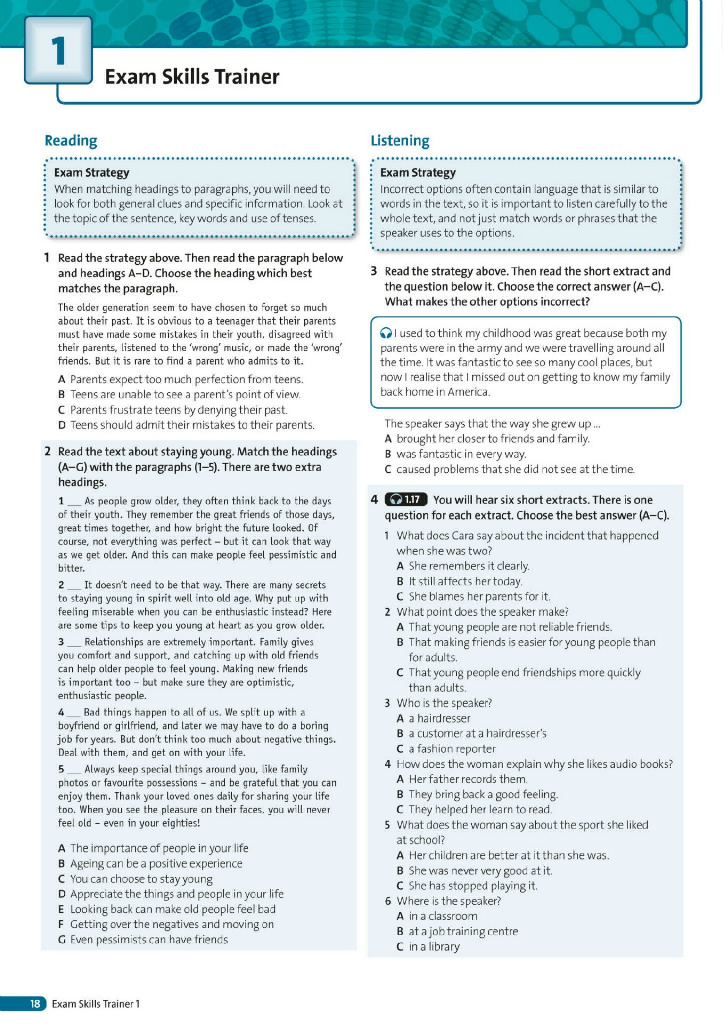 1
Exam Skills Trainer
Reading
Exam Strategy
When matching headings to paragraphs, you will need to
look for both general clues and specific information. Look at
the topic of the sentence, key words and use of tenses.
1 Read the strategy above. Then read the paragraph below
and headings A–D. Choose the heading which best
matches the paragraph.
The older generation seem to have chosen to forget so much
about their past. It is obvious to a teenager that their parents
must have made some mistakes in their youth, disagreed with
their parents, listened to the 'wrong' music, or made the 'wrong'
friends. But it is rare to find a parent who admits to it.
A Parents expect too much perfection from teens.
B Teens are unable to see a parent's point of view.
C Parents frustrate teens by denying their past.
D Teens should admit their mistakes to their parents.
2 Read the text about staying young. Match the headings
(A–G) with the paragraphs (1–5). There are two extra
headings.
1 __ As people grow older, they often think back to the days
of their youth. They remember the great friends of those days,
great times together, and how bright the future looked. Of
course, not everything was perfect – but it can look that way
as we get older. And this can make people feel pessimistic and
bitter.
2 __ It doesn't need to be that way. There are many secrets
to staying young in spirit well into old age. Why put up with
feeling miserable when you can be enthusiastic instead? Here
are some tips to keep you young at heart as you grow older.
3 __ Relationships are extremely important. Family gives
you comfort and support, and catching up with old friends
can help older people to feel young. Making new friends
is important too – but make sure they are optimistic,
enthusiastic people.
4 __ Bad things happen to all of us. We split up with a
boyfriend or girlfriend, and later we may have to do a boring
job for years. But don't think too much about negative things.
Deal with them, and get on with your life.
5 __ Always keep special things around you, like family
photos or favourite possessions – and be grateful that you can
enjoy them. Thank your loved ones daily for sharing your life
too. When you see the pleasure on their faces, you will never
feel old – even in your eighties!
A The importance of people in your life
B Ageing can be a positive experience
C You can choose to stay young
D Appreciate the things and people in your life
E Looking back can make old people feel bad
F Getting over the negatives and moving on
G Even pessimists can have friends
Listening
Exam Strategy
Incorrect options often contain language that is similar to
words in the text, so it is important to listen carefully to the
whole text, and not just match words or phrases that the
speaker uses to the options.
3 Read the strategy above. Then read the short extract and
the question below it. Choose the correct answer (A–C).
What makes the other options incorrect?
I used to think my childhood was great because both my
parents were in the army and we were travelling around all
the time. It was fantastic to see so many cool places, but
now I realise that I missed out on getting to know my family
back home in America.
The speaker says that the way she grew up ...
A brought her closer to friends and family.
B was fantastic in every way.
C caused problems that she did not see at the time.
4 1.17 You will hear six short extracts. There is one
question for each extract. Choose the best answer (A–C).
1 What does Cara say about the incident that happened
when she was two?
A She remembers it clearly.
B It still affects her today.
C She blames her parents for it.
2 What point does the speaker make?
A That young people are not reliable friends.
B That making friends is easier for young people than
for adults.
C That young people end friendships more quickly
than adults.
3 Who is the speaker?
A a hairdresser
B a customer at a hairdresser's
C a fashion reporter
4 How does the woman explain why she likes audio books?
A Her father records them.
B They bring back a good feeling.
C They helped her learn to read.
5 What does the woman say about the sport she liked
at school?
A Her children are better at it than she was.
B She was never very good at it.
C She has stopped playing it.
6 Where is the speaker?
A in a classroom
B at a job training centre
C in a library
18 Exam Skills Trainer 1